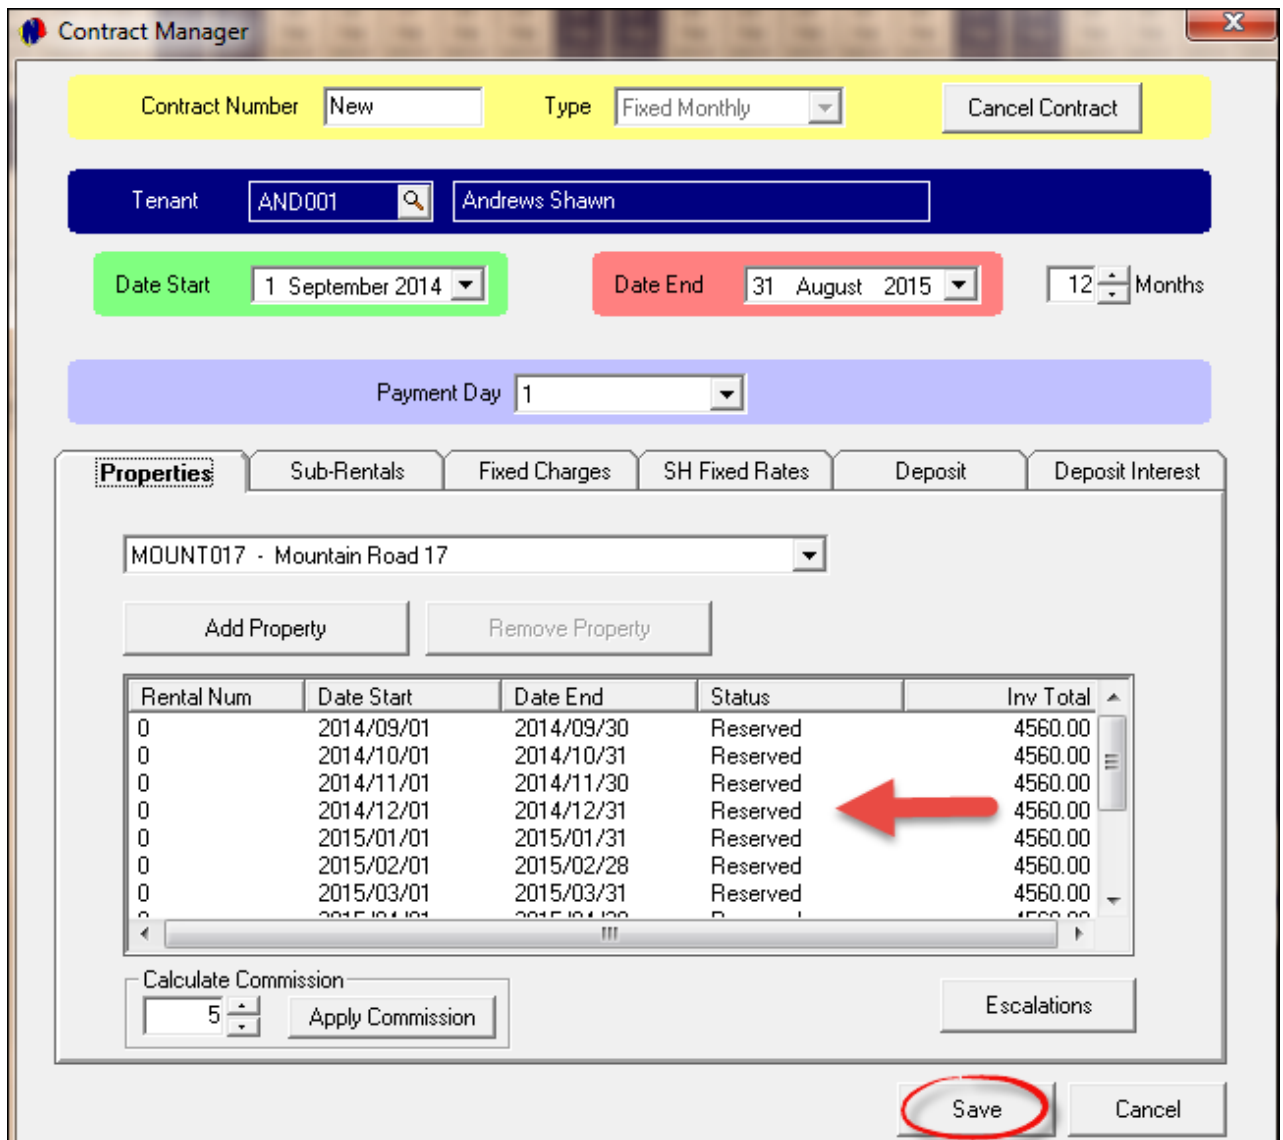 Contract Manager
Contract Number New Type Fixed Monthly Cancel Contract
Tenant AND001 Andrews Shawn
Date Start 1 September 2014 Date End 31 August 2015 12 Months
Payment Day 1
Properties Sub-Rentals Fixed Charges SH Fixed Rates Deposit Deposit Interest
MOUNT017 - Mountain Road 17
Add Property Remove Property
Rental Num Date Start Date End Status Inv Total
0 2014/09/01 2014/09/30 Reserved 4560.00
0 2014/10/01 2014/10/31 Reserved 4560.00
0 2014/11/01 2014/11/30 Reserved 4560.00
0 2014/12/01 2014/12/31 Reserved 4560.00
0 2015/01/01 2015/01/31 Reserved 4560.00
0 2015/02/01 2015/02/28 Reserved 4560.00
0 2015/03/01 2015/03/31 Reserved 4560.00
Calculate Commission
5 Apply Commission Escalations
Save Cancel